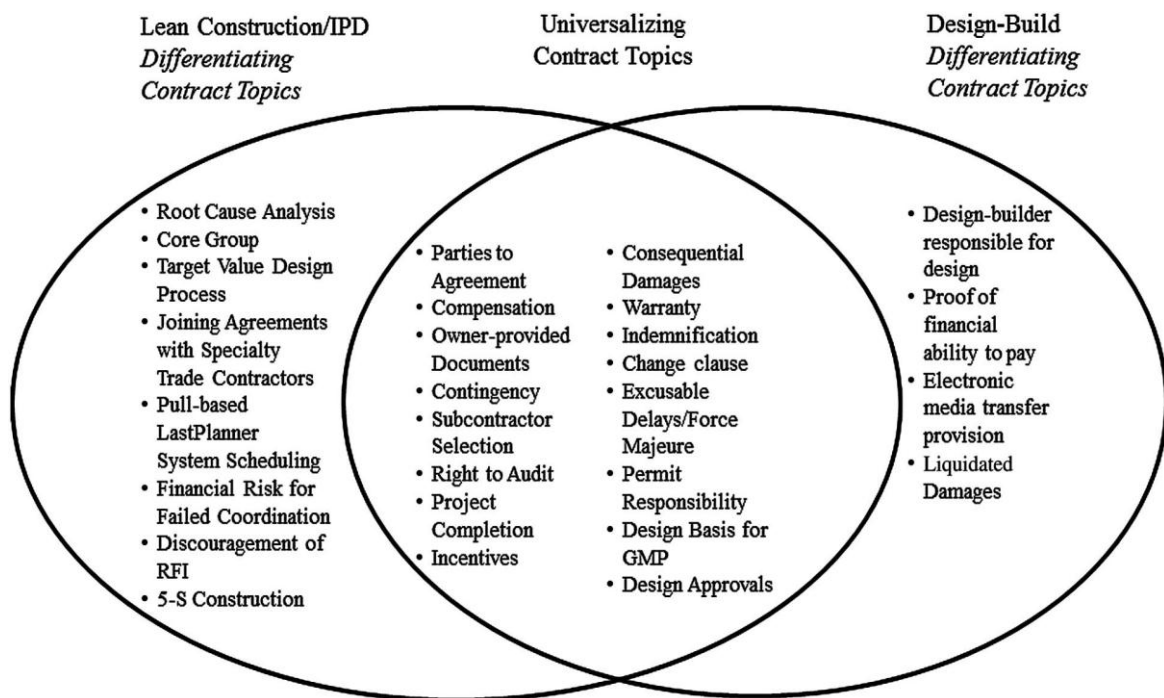 Lean Construction/IPD
Differentiating
Contract Topics
Universalizing
Contract Topics
Design-Build
Differentiating
Contract Topics
• Root Cause Analysis
• Core Group
• Target Value Design
Process
• Joining Agreements
with Specialty
Trade Contractors
• Pull-based
LastPlanner
System Scheduling
• Financial Risk for
Failed Coordination
• Discouragement of
RFI
• 5-S Construction
• Parties to
Agreement
• Compensation
• Owner-provided
Documents
• Contingency
• Subcontractor
Selection
• Right to Audit
• Project
Completion
• Incentives
• Consequential
Damages
• Warranty
• Indemnification
• Change clause
• Excusable
Delays/Force
Majeure
• Permit
Responsibility
• Design Basis for
GMP
• Design Approvals
• Design-builder
responsible for
design
• Proof of
financial
ability to pay
• Electronic
media transfer
provision
• Liquidated
Damages